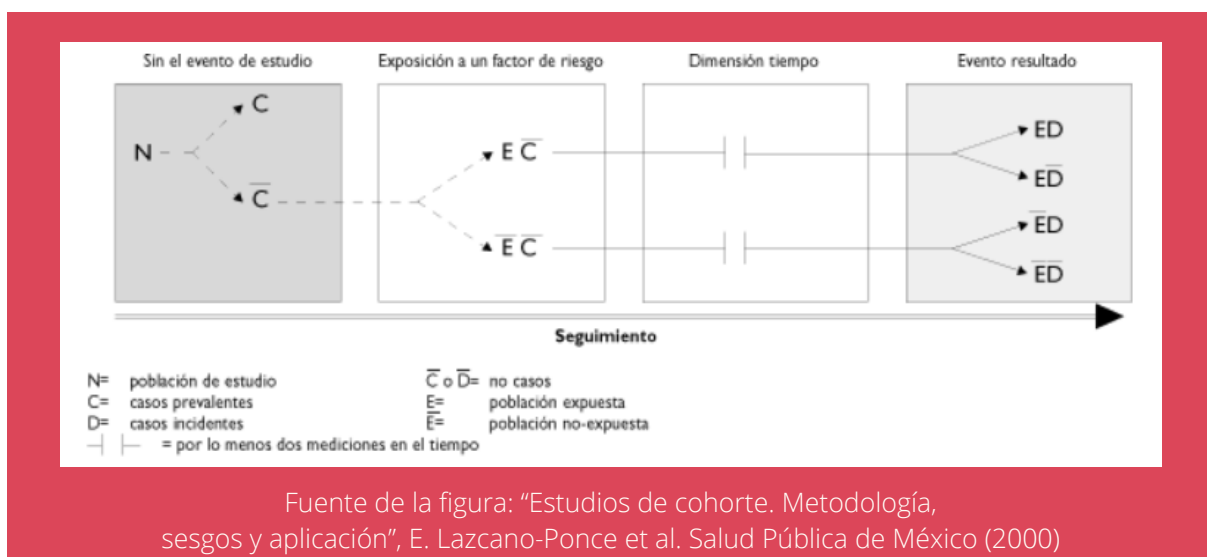 Sin el evento de estudio
Exposición a un factor de riesgo
Dimensión tiempo
Evento resultado
C
N
C̅
E C̅
E̅ C̅
ED
ED̅
E̅D
E̅D̅
Seguimiento
N= población de estudio
C= casos prevalentes
D= casos incidentes
= por lo menos dos mediciones en el tiempo
C̅ o D̅= no casos
E= población expuesta
E̅= población no-expuesta
Fuente de la figura: “Estudios de cohorte. Metodología,
sesgos y aplicación”, E. Lazcano-Ponce et al. Salud Pública de México (2000)